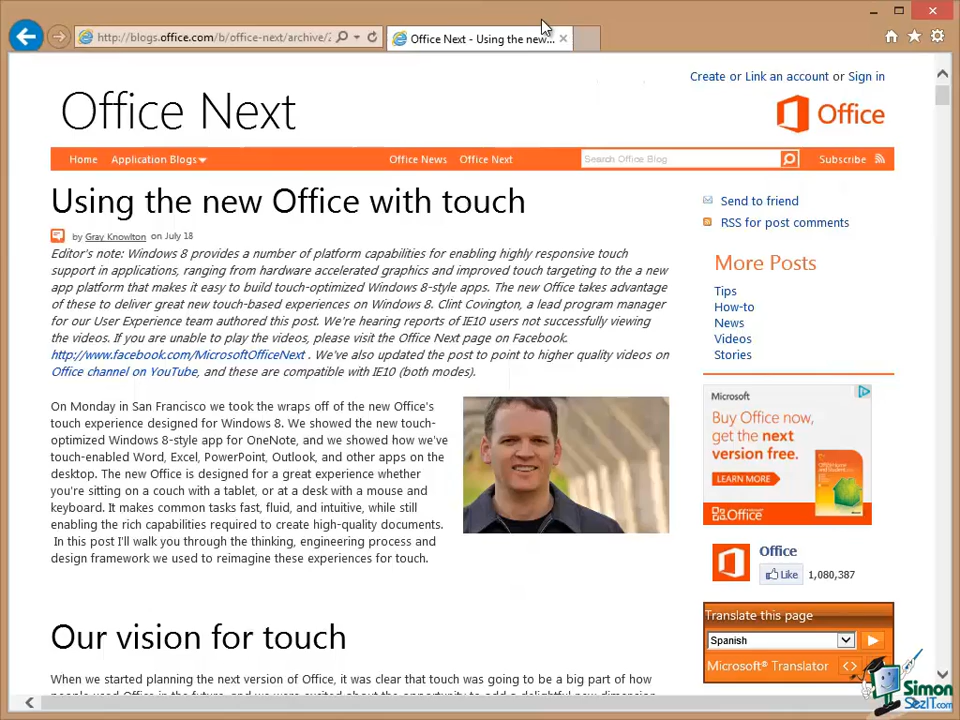 http://blogs.office.com/b/office-next/archive/2
Office Next - Using the new...
Create or Link an account or Sign in
Office Next
Office
Home
Application Blogs
Office News
Office Next
Search Office Blog
Subscribe
Using the new Office with touch
by Gray Knowlton on July 18
Editor's note: Windows 8 provides a number of platform capabilities for enabling highly responsive touch
support in applications, ranging from hardware accelerated graphics and improved touch targeting to the a new
app platform that makes it easy to build touch-optimized Windows 8-style apps. The new Office takes advantage
of these to deliver great new touch-based experiences on Windows 8. Clint Covington, a lead program manager
for our User Experience team authored this post. We're hearing reports of IE10 users not successfully viewing
the videos. If you are unable to play the videos, please visit the Office Next page on Facebook.
http://www.facebook.com/MicrosoftOfficeNext . We've also updated the post to point to higher quality videos on
Office channel on YouTube, and these are compatible with IE10 (both modes).
On Monday in San Francisco we took the wraps off of the new Office's
touch experience designed for Windows 8. We showed the new touch-
optimized Windows 8-style app for OneNote, and we showed how we've
touch-enabled Word, Excel, PowerPoint, Outlook, and other apps on the
desktop. The new Office is designed for a great experience whether
you're sitting on a couch with a tablet, or at a desk with a mouse and
keyboard. It makes common tasks fast, fluid, and intuitive, while still
enabling the rich capabilities required to create high-quality documents.
In this post I'll walk you through the thinking, engineering process and
design framework we used to reimagine these experiences for touch.
Our vision for touch
When we started planning the next version of Office, it was clear that touch was going to be a big part of how
Send to friend
RSS for post comments
More Posts
Tips
How-to
News
Videos
Stories
Microsoft
Buy Office now,
get the next
version free.
LEARN MORE
Office
Office
Like
1,080,387
Translate this page
Spanish
Microsoft® Translator
Simon
SezIT.com